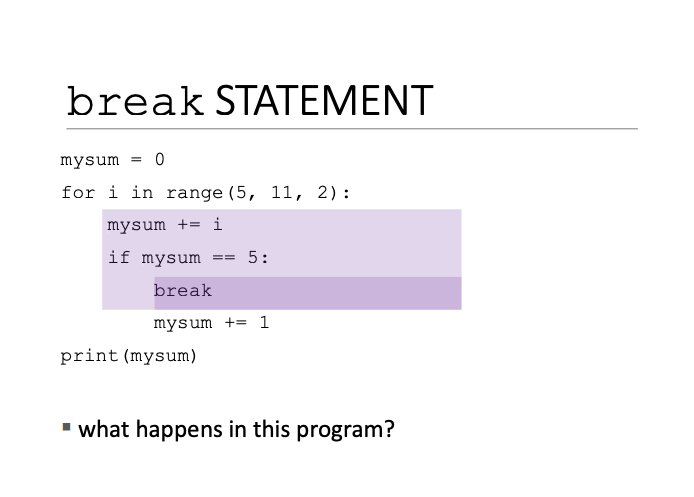 break STATEMENT
mysum = 0
for i in range(5, 11, 2):
    mysum += i
    if mysum == 5:
        break
        mysum += 1
print(mysum)
▪ what happens in this program?